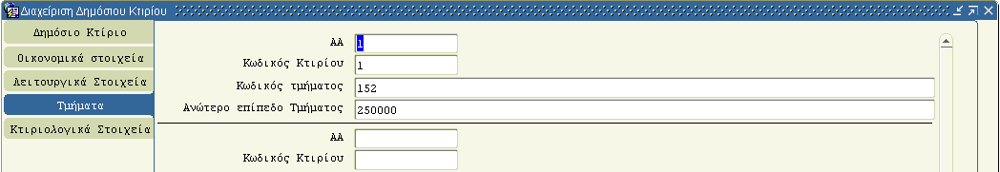 Διαχείριση Δημόσιου Κτιρίου
Δημόσιο Κτίριο
Οικονομικά στοιχεία
Λειτουργικά Στοιχεία
Τμήματα
Κτιριολογικά Στοιχεία
ΑΑ 1
Κωδικός Κτιρίου 1
Κωδικός τμήματος 152
Ανώτερο επίπεδο Τμήματος 250000
ΑΑ
Κωδικός Κτιρίου